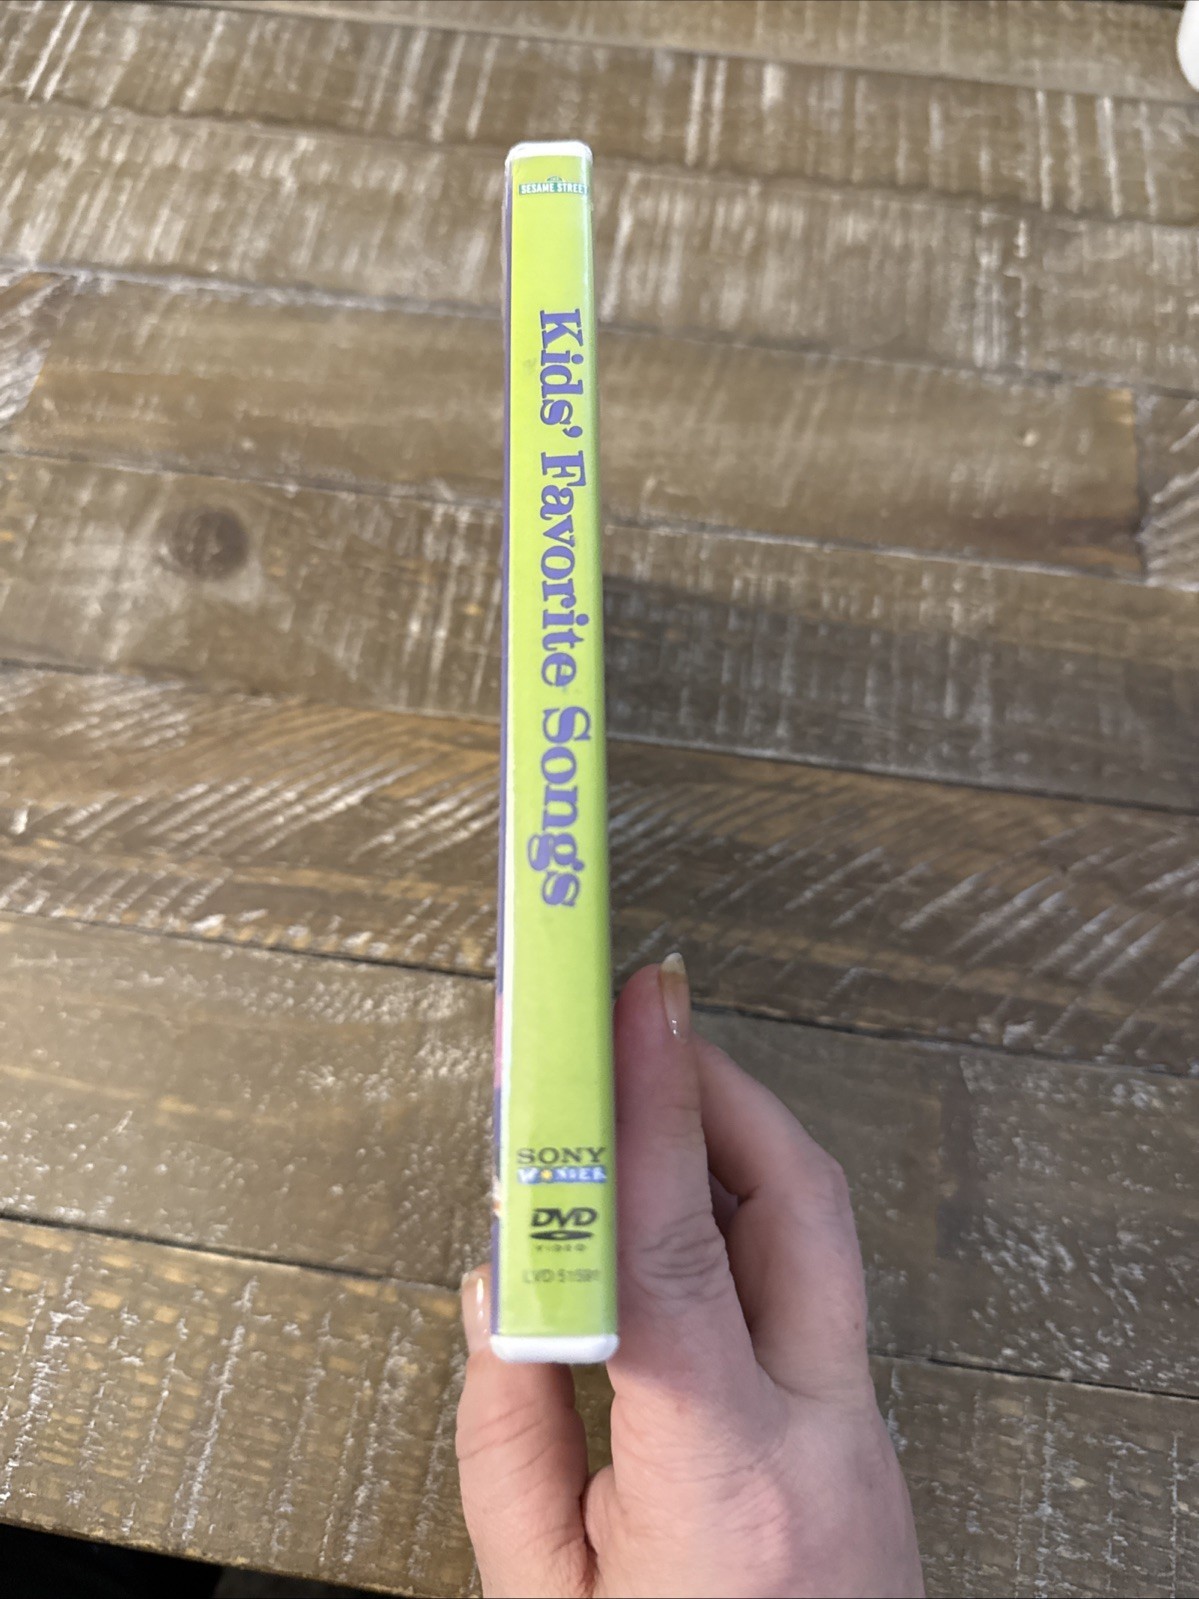 SESAME STREET
Kids' Favorite Songs
SONY
WONDER
DVD
VIDEO
LVD 51591